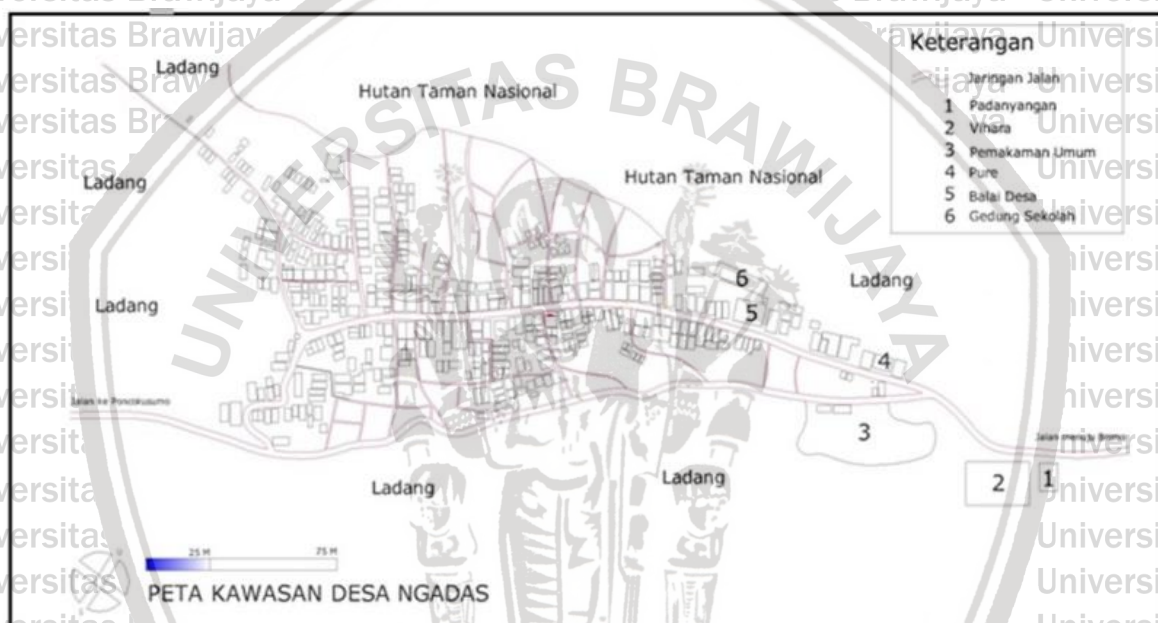 Keterangan
Jaringan Jalan
1 Padanyangan
2 Vihara
3 Pemakaman Umum
4 Pure
5 Balai Desa
6 Gedung Sekolah
Ladang
Hutan Taman Nasional
Ladang
Hutan Taman Nasional
Ladang
Ladang
6
5
4
3
Jalan ke Poncokusumo
Jalan menuju Bromo
2
1
Ladang
Ladang
25 M
75 M
U
PETA KAWASAN DESA NGADAS
UNIVERSITAS BRAWIJAYA